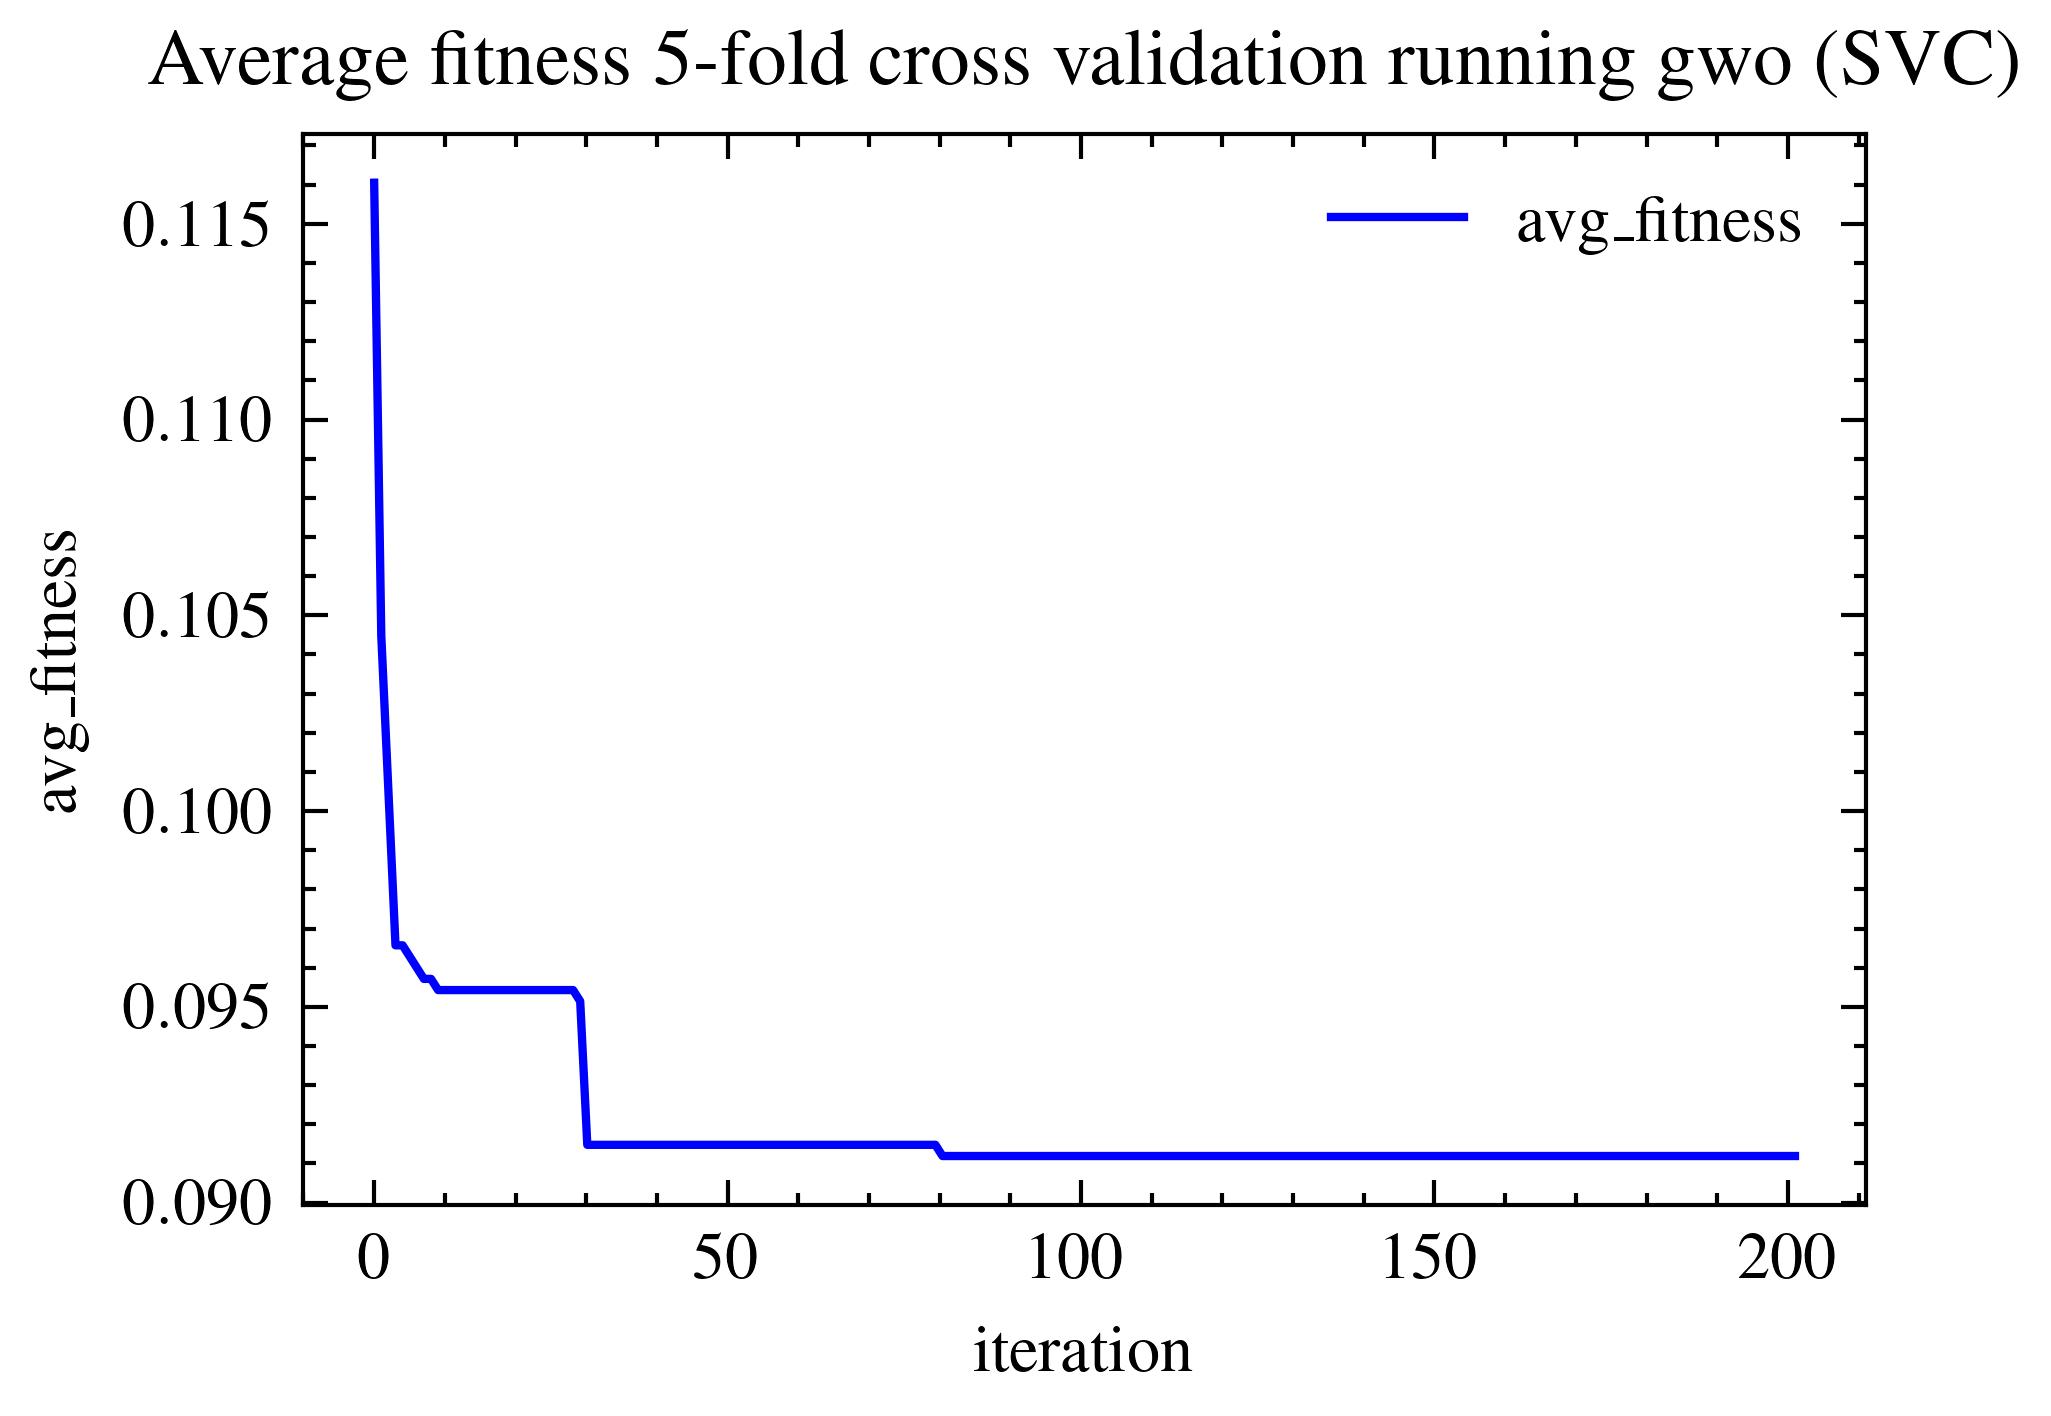 Average fitness 5-fold cross validation running gwo (SVC)
avg_fitness
0.115
0.110
0.105
0.100
0.095
0.090
avg_fitness
0 50 100 150 200
iteration